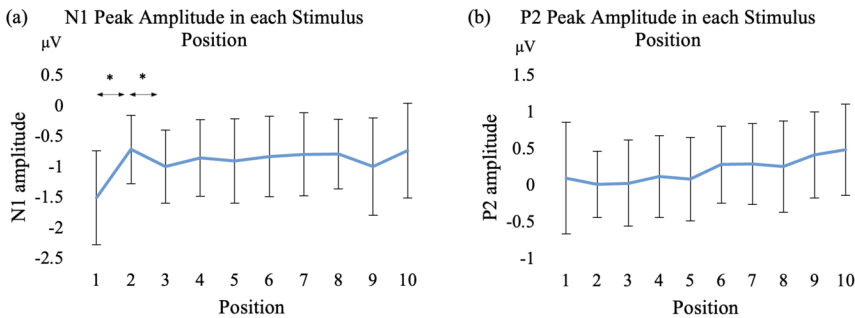 (a)
N1 Peak Amplitude in each Stimulus
Position
μV
* *
0.5
0
-0.5
-1
-1.5
-2
-2.5
N1 amplitude
1 2 3 4 5 6 7 8 9 10
Position
(b)
P2 Peak Amplitude in each Stimulus
Position
μV
1.5
1
0.5
0
-0.5
-1
P2 amplitude
1 2 3 4 5 6 7 8 9 10
Position